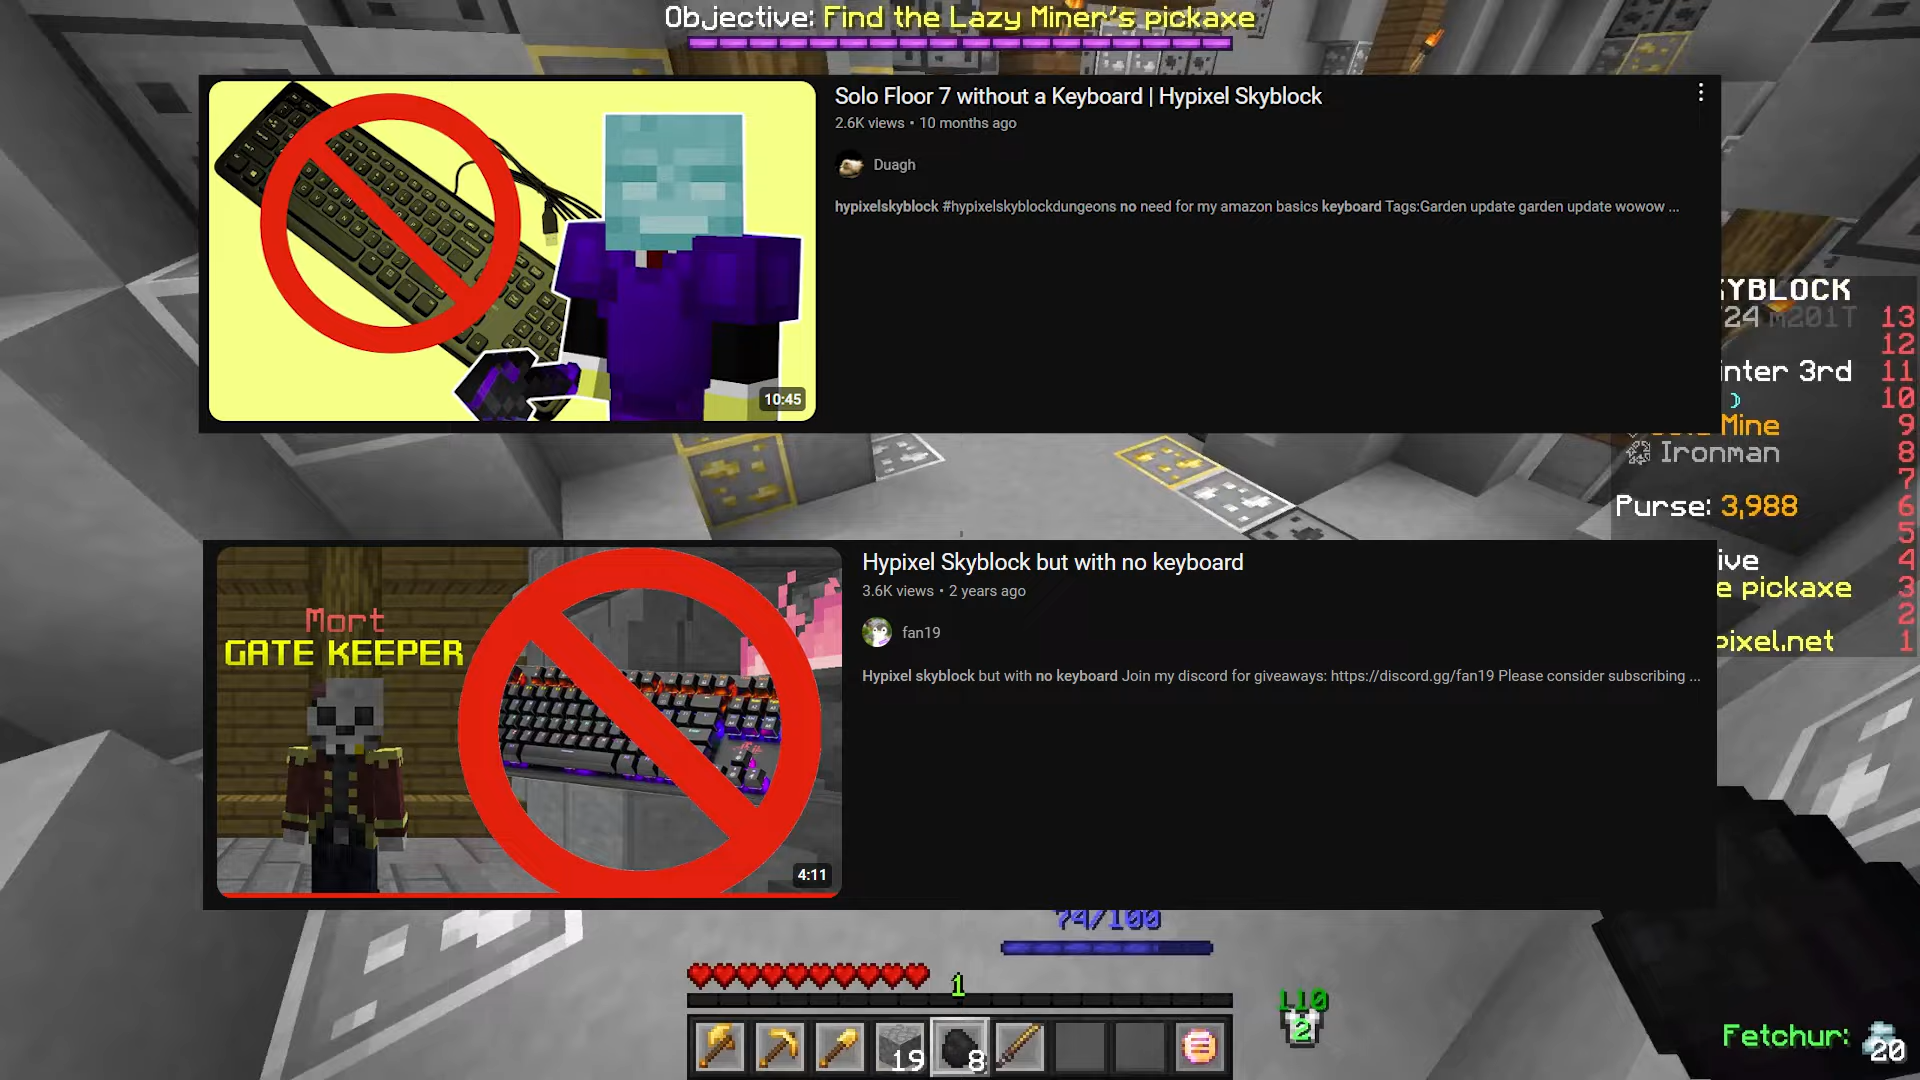 Objective: Find the Lazy Miner's pickaxe
Solo Floor 7 without a Keyboard | Hypixel Skyblock
2.6K views • 10 months ago
Duagh
hypixelskyblock #hypixelskyblockdungeons no need for my amazon basics keyboard Tags:Garden update garden update wowow ...
10:45
YBLOCK
24 m201T 13
12
inter 3rd 11
10
Mine 9
Ironman 8
7
Purse: 3,988 6
5
ive 4
e pickaxe 3
2
pixel.net 1
Mort
GATE KEEPER
4:11
Hypixel Skyblock but with no keyboard
3.6K views • 2 years ago
fan19
Hypixel skyblock but with no keyboard Join my discord for giveaways: https://discord.gg/fan19 Please consider subscribing ...
74/100
1
110
2
19
8
Fetchur:
20